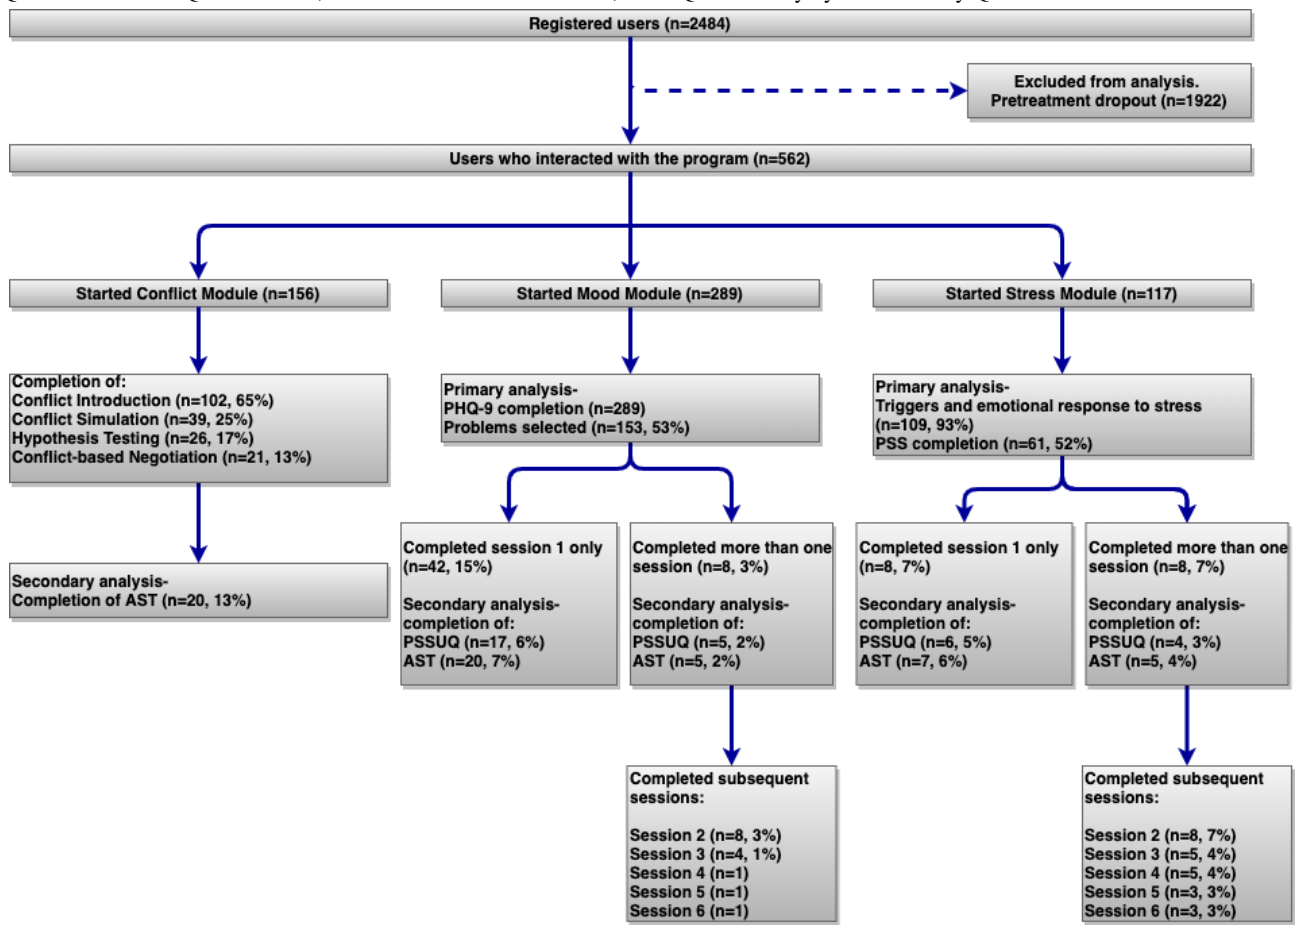 Registered users (n=2484)
Excluded from analysis.
Pretreatment dropout (n=1922)
Users who interacted with the program (n=562)
Started Conflict Module (n=156)
Started Mood Module (n=289)
Started Stress Module (n=117)
Completion of:
Conflict Introduction (n=102, 65%)
Conflict Simulation (n=39, 25%)
Hypothesis Testing (n=26, 17%)
Conflict-based Negotiation (n=21, 13%)
Primary analysis-
PHQ-9 completion (n=289)
Problems selected (n=153, 53%)
Primary analysis-
Triggers and emotional response to stress
(n=109, 93%)
PSS completion (n=61, 52%)
Secondary analysis-
Completion of AST (n=20, 13%)
Completed session 1 only
(n=42, 15%)
Secondary analysis-
completion of:
PSSUQ (n=17, 6%)
AST (n=20, 7%)
Completed more than one
session (n=8, 3%)
Secondary analysis-
completion of:
PSSUQ (n=5, 2%)
AST (n=5, 2%)
Completed session 1 only
(n=8, 7%)
Secondary analysis-
completion of:
PSSUQ (n=6, 5%)
AST (n=7, 6%)
Completed more than one
session (n=8, 7%)
Secondary analysis-
completion of:
PSSUQ (n=4, 3%)
AST (n=5, 4%)
Completed subsequent
sessions:
Session 2 (n=8, 3%)
Session 3 (n=4, 1%)
Session 4 (n=1)
Session 5 (n=1)
Session 6 (n=1)
Completed subsequent
sessions:
Session 2 (n=8, 7%)
Session 3 (n=5, 4%)
Session 4 (n=5, 4%)
Session 5 (n=3, 3%)
Session 6 (n=3, 3%)